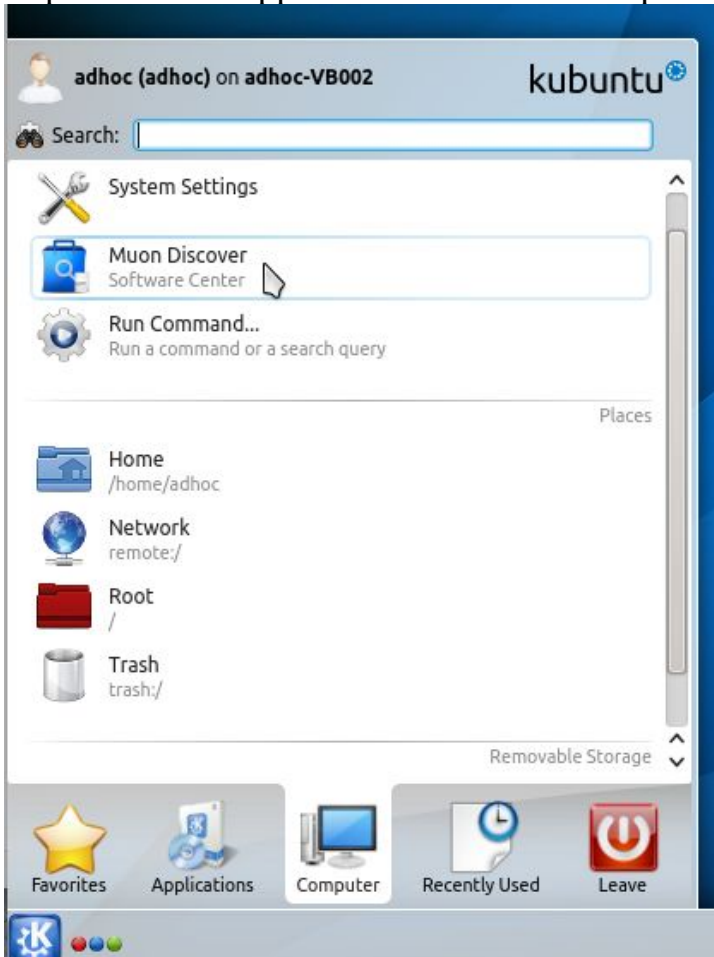 adhoc (adhoc) on adhoc-VB002
kubuntu
Search:
System Settings
Muon Discover
Software Center
Run Command...
Run a command or a search query
Places
Home
/home/adhoc
Network
remote:/
Root
/
Trash
trash:/
Removable Storage
Favorites
Applications
Computer
Recently Used
Leave